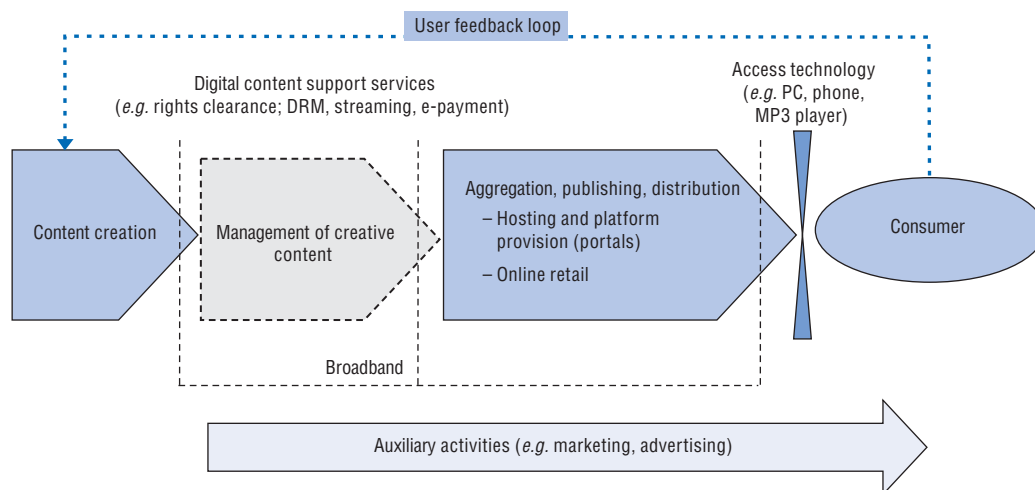 User feedback loop
Digital content support services
(e.g. rights clearance; DRM, streaming, e-payment)
Access technology
(e.g. PC, phone,
MP3 player)
Content creation
Management of creative
content
Aggregation, publishing, distribution
– Hosting and platform
provision (portals)
– Online retail
Consumer
Broadband
Auxiliary activities (e.g. marketing, advertising)